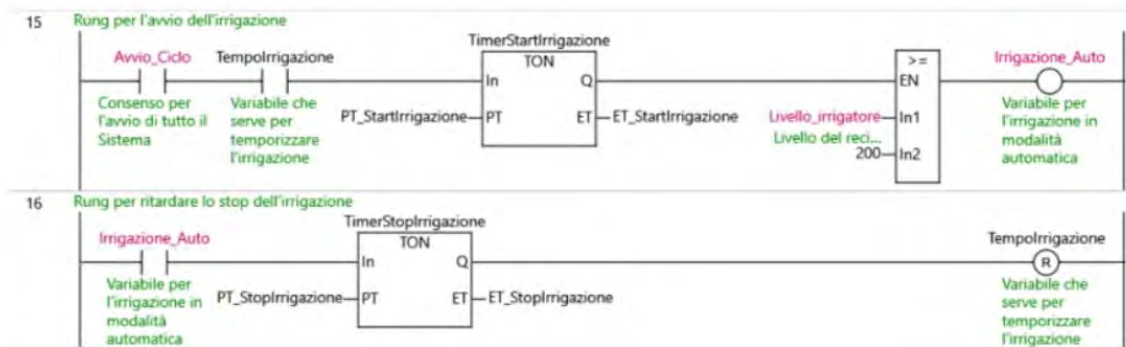 15 Rung per l'avvio dell'irrigazione
TimerStartIrrigazione
Avvio_Ciclo TempoIrrigazione TON >= Irrigazione_Auto
In Q EN
Consenso per
l'avvio di tutto il
Sistema
Variabile che
serve per
temporizzare
l'irrigazione
PT_StartIrrigazione PT ET ET_StartIrrigazione
Livello_irrigatore In1
Livello del reci...
200 In2
Variabile per
l'irrigazione in
modalità
automatica
16 Rung per ritardare lo stop dell'irrigazione
TimerStopIrrigazione
Irrigazione_Auto TON TempoIrrigazione
In Q R
Variabile per
l'irrigazione in
modalità
automatica
PT_StopIrrigazione PT ET ET_StopIrrigazione
Variabile che
serve per
temporizzare
l'irrigazione